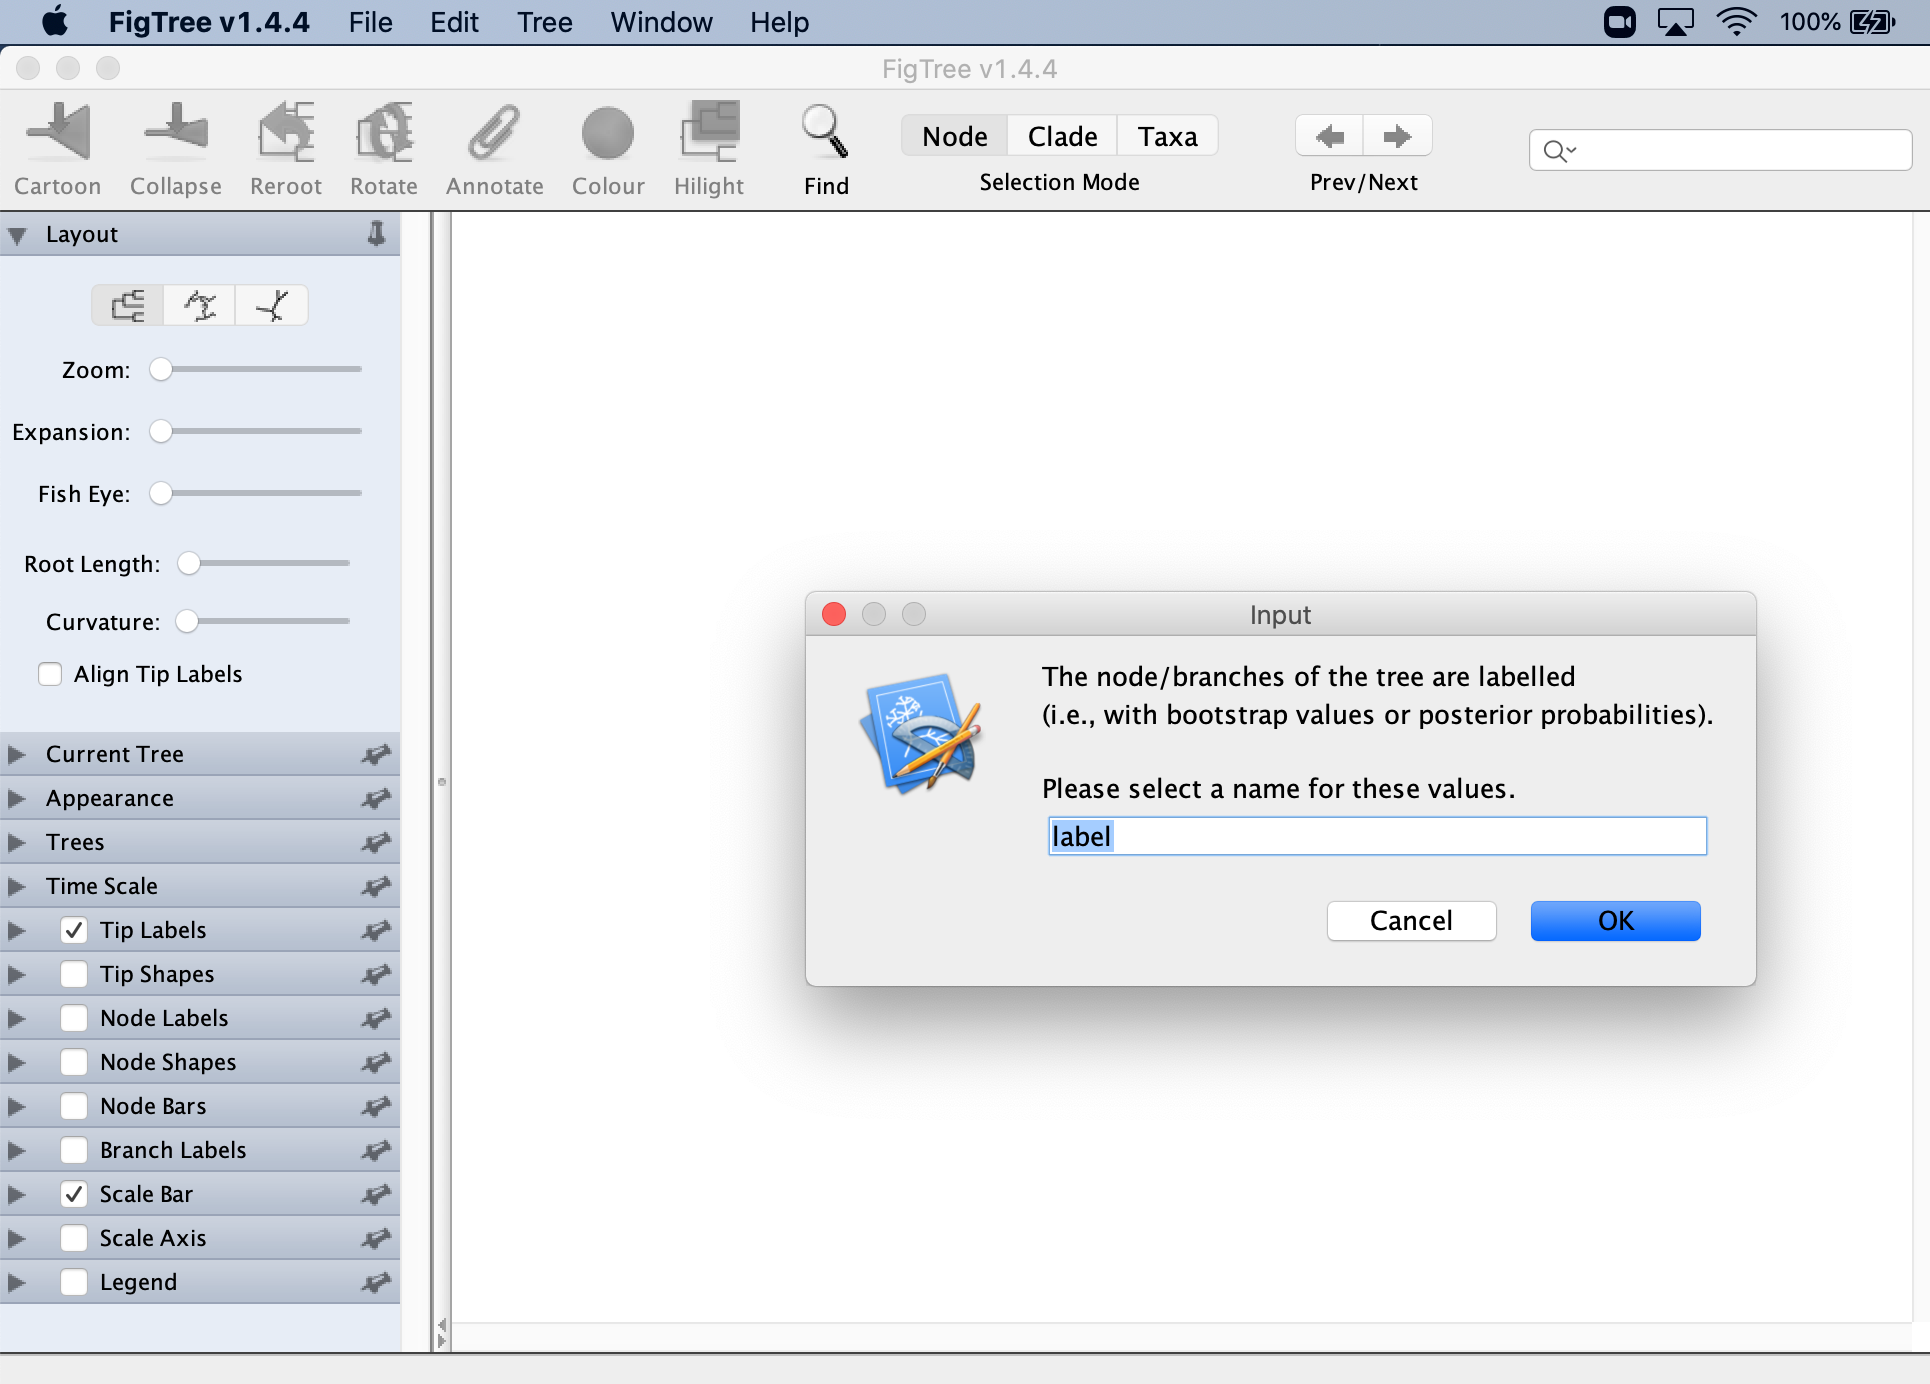 FigTree v1.4.4 File Edit Tree Window Help 100%
FigTree v1.4.4
Cartoon Collapse Reroot Rotate Annotate Colour Hilight Find
Node Clade Taxa
Selection Mode
Prev/Next
Layout
Zoom:
Expansion:
Fish Eye:
Root Length:
Curvature:
Align Tip Labels
Current Tree
Appearance
Trees
Time Scale
Tip Labels
Tip Shapes
Node Labels
Node Shapes
Node Bars
Branch Labels
Scale Bar
Scale Axis
Legend
Input
The node/branches of the tree are labelled
(i.e., with bootstrap values or posterior probabilities).
Please select a name for these values.
label
Cancel OK